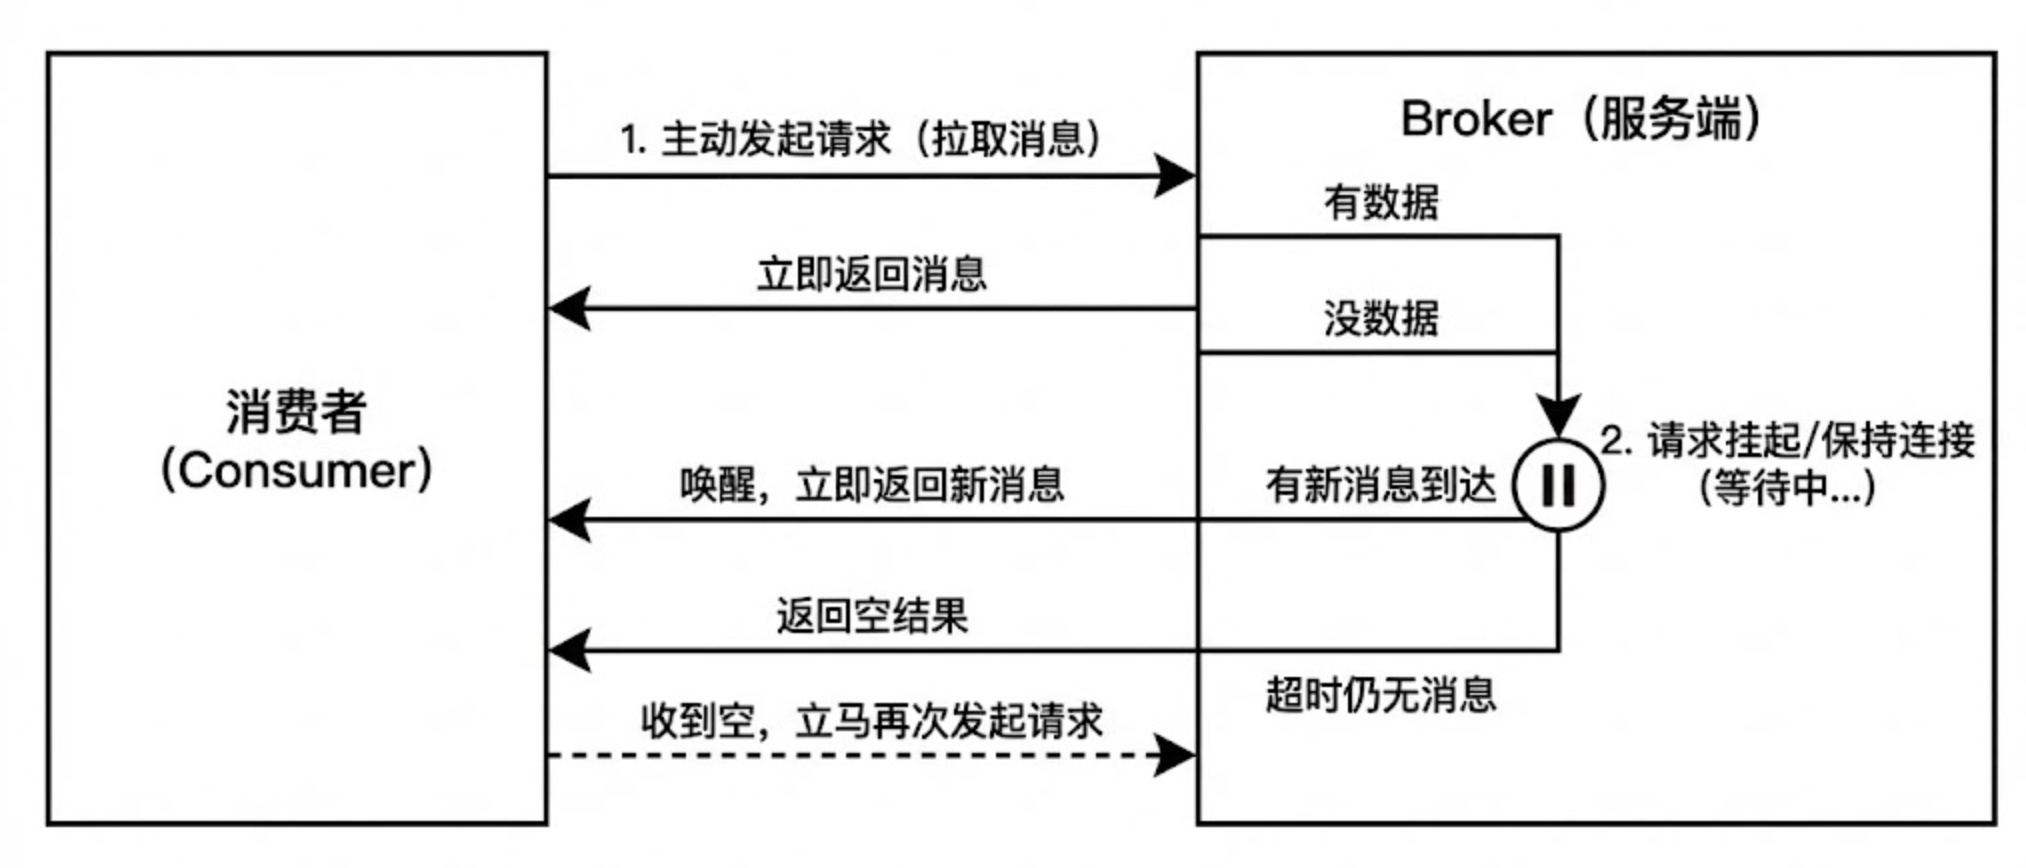 Broker（服务端）
1. 主动发起请求（拉取消息）
有数据
立即返回消息
没数据
消费者
（Consumer）
2. 请求挂起/保持连接
（等待中...）
唤醒，立即返回新消息
有新消息到达
返回空结果
超时仍无消息
收到空，立马再次发起请求